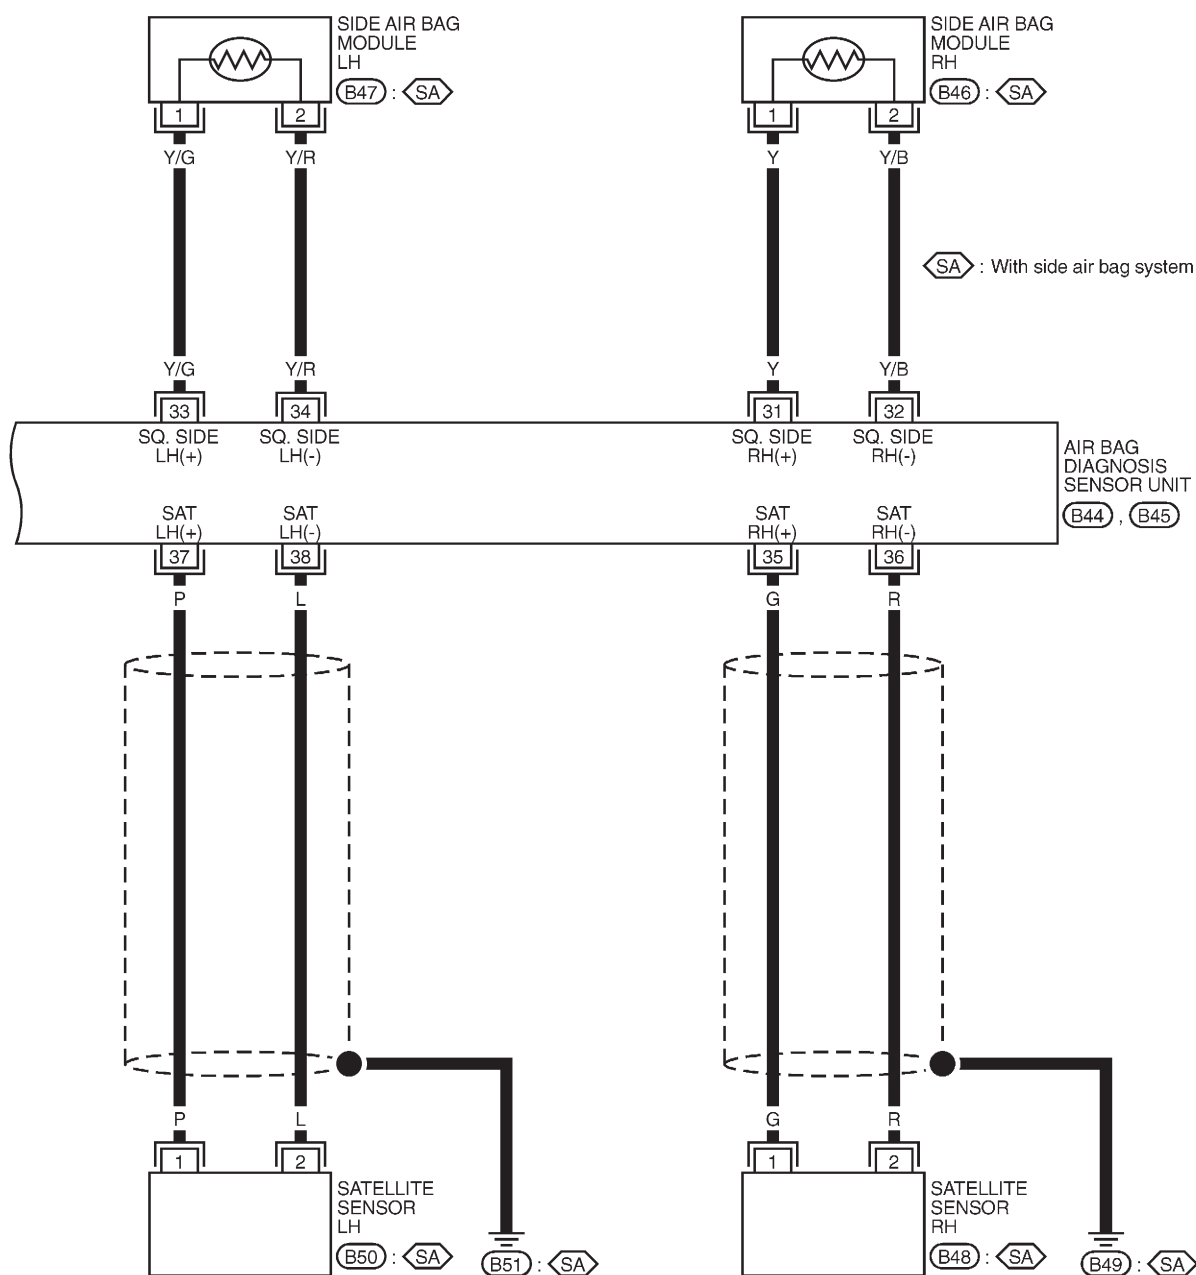 SIDE AIR BAG
MODULE
LH
B47 : SA
SIDE AIR BAG
MODULE
RH
B46 : SA
1 2 1 2
Y/G Y/R Y Y/B
SA : With side air bag system
Y/G Y/R Y Y/B
33 34 31 32
SQ. SIDE
LH(+)
SQ. SIDE
LH(-)
SQ. SIDE
RH(+)
SQ. SIDE
RH(-)
AIR BAG
DIAGNOSIS
SENSOR UNIT
B44 , B45
SAT
LH(+)
SAT
LH(-)
SAT
RH(+)
SAT
RH(-)
37 38 35 36
P L G R
P L G R
1 2 1 2
SATELLITE
SENSOR
LH
B50 : SA
B51 : SA
SATELLITE
SENSOR
RH
B48 : SA
B49 : SA